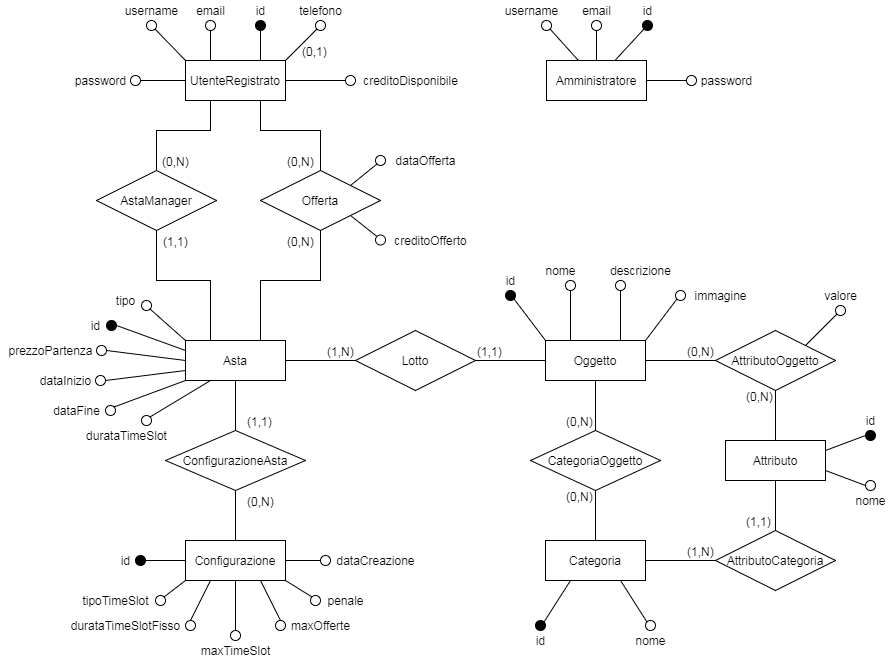 username
email
id
telefono
(0,1)
password
UtenteRegistrato
creditoDisponibile
username
email
id
Amministratore
password
(0,N)
(0,N)
AstaManager
Offerta
dataOfferta
creditoOfferto
(1,1)
(0,N)
tipo
id
prezzoPartenza
dataInizio
dataFine
durataTimeSlot
Asta
(1,N)
Lotto
(1,1)
id
nome
descrizione
immagine
Oggetto
(0,N)
AttributoOggetto
valore
(0,N)
(1,1)
ConfigurazioneAsta
(0,N)
(0,N)
CategoriaOggetto
(0,N)
Attributo
id
nome
(1,1)
id
Configurazione
dataCreazione
tipoTimeSlot
durataTimeSlotFisso
maxTimeSlot
maxOfferte
penale
Categoria
(1,N)
AttributoCategoria
id
nome